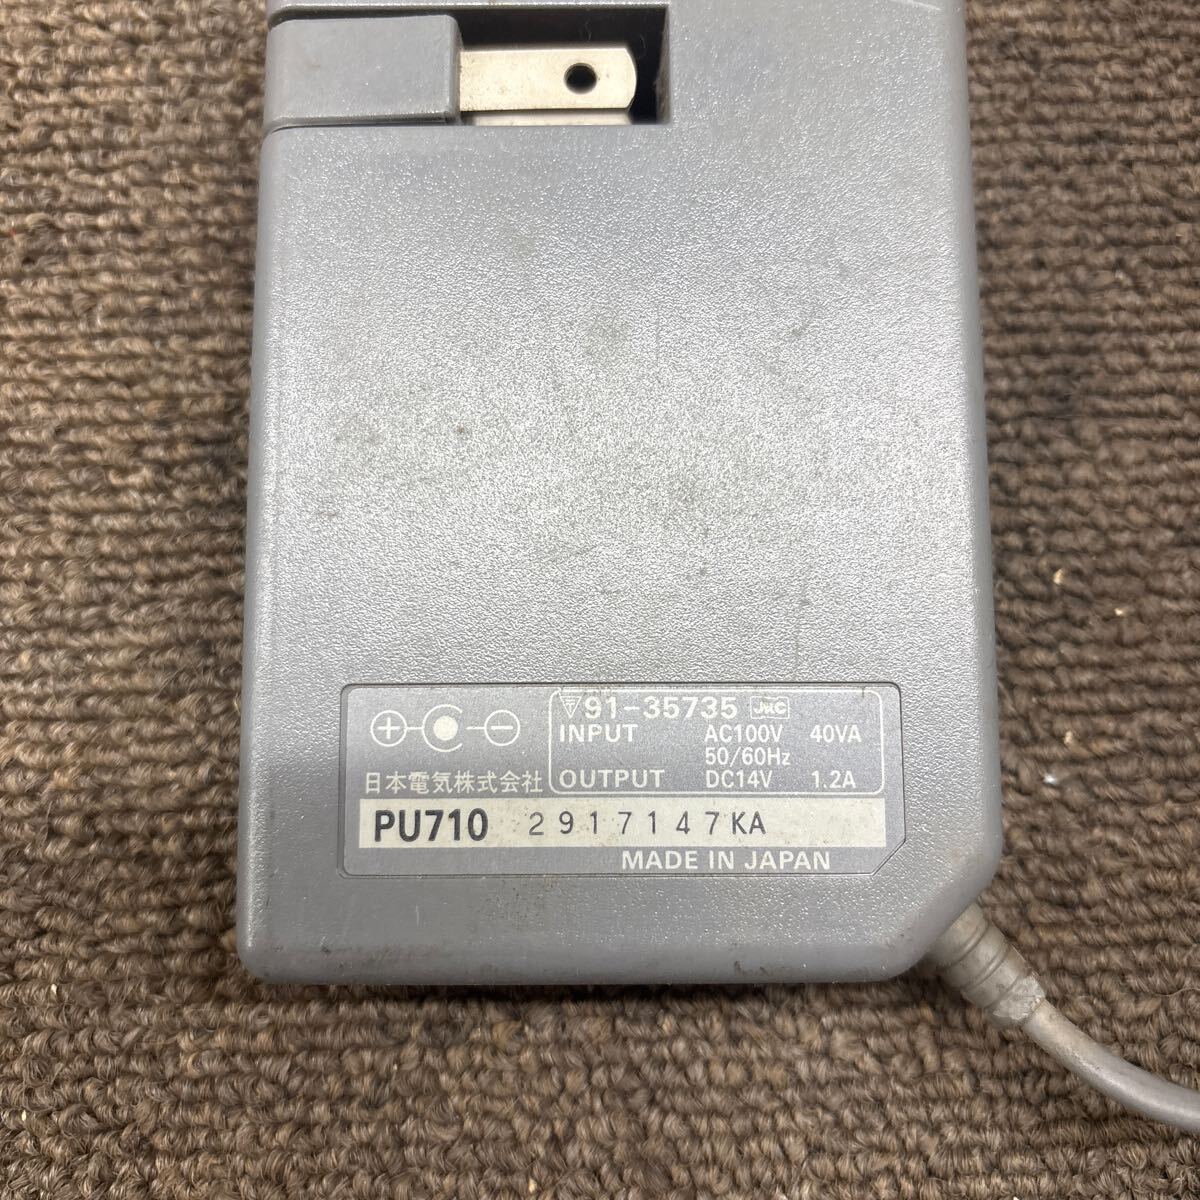 〒91-35735 JMC
INPUT AC100V 40VA
50/60Hz
OUTPUT DC14V 1.2A
日本電気株式会社
PU710 2917147KA
MADE IN JAPAN